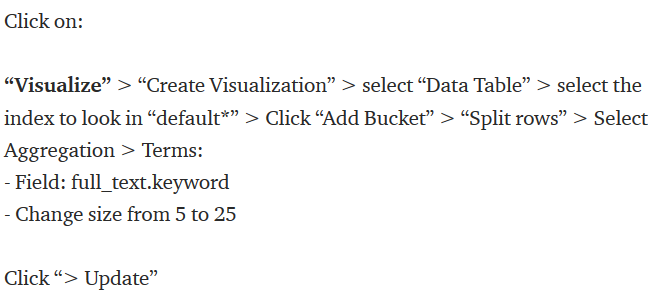 Click on:
“Visualize” > “Create Visualization” > select “Data Table” > select the
index to look in “default*” > Click “Add Bucket” > “Split rows” > Select
Aggregation > Terms:
- Field: full_text.keyword
- Change size from 5 to 25
Click “> Update”